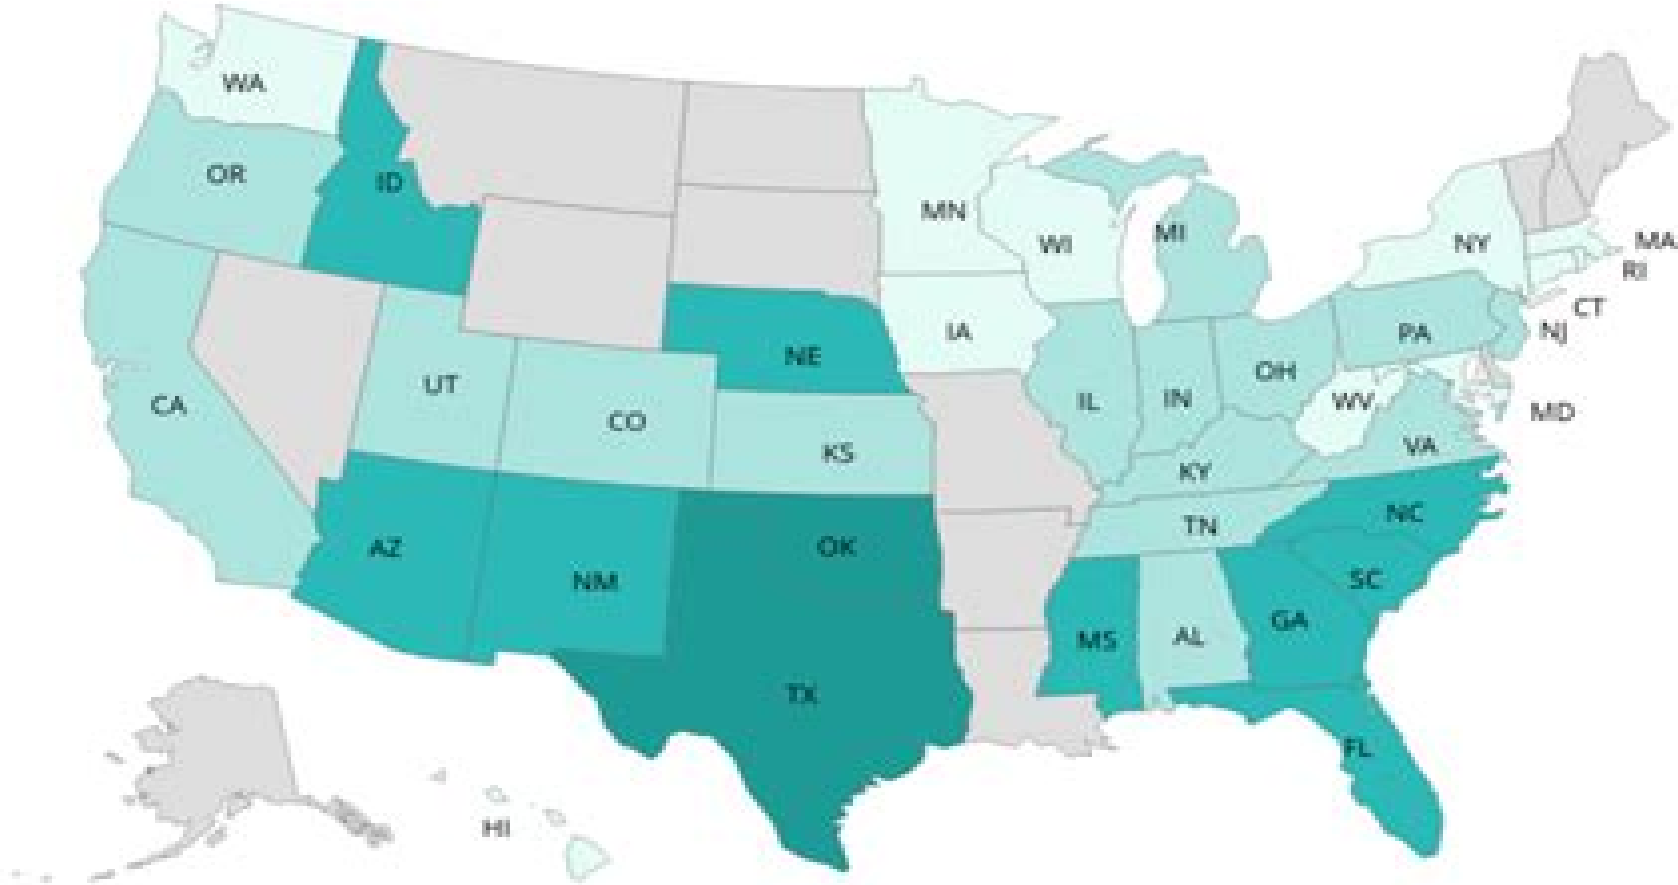 WA
OR
ID
MN
WI
MI
NY
MA
RI
CT
NJ
PA
IA
NE
OH
IL
IN
WV
MD
UT
CO
CA
KS
KY
VA
TN
NC
AZ
NM
OK
SC
GA
MS
AL
TX
FL
HI